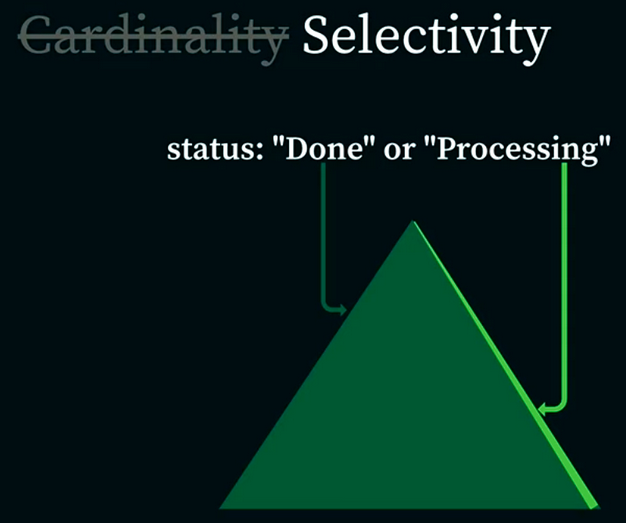 Cardinality Selectivity
status: "Done" or "Processing"